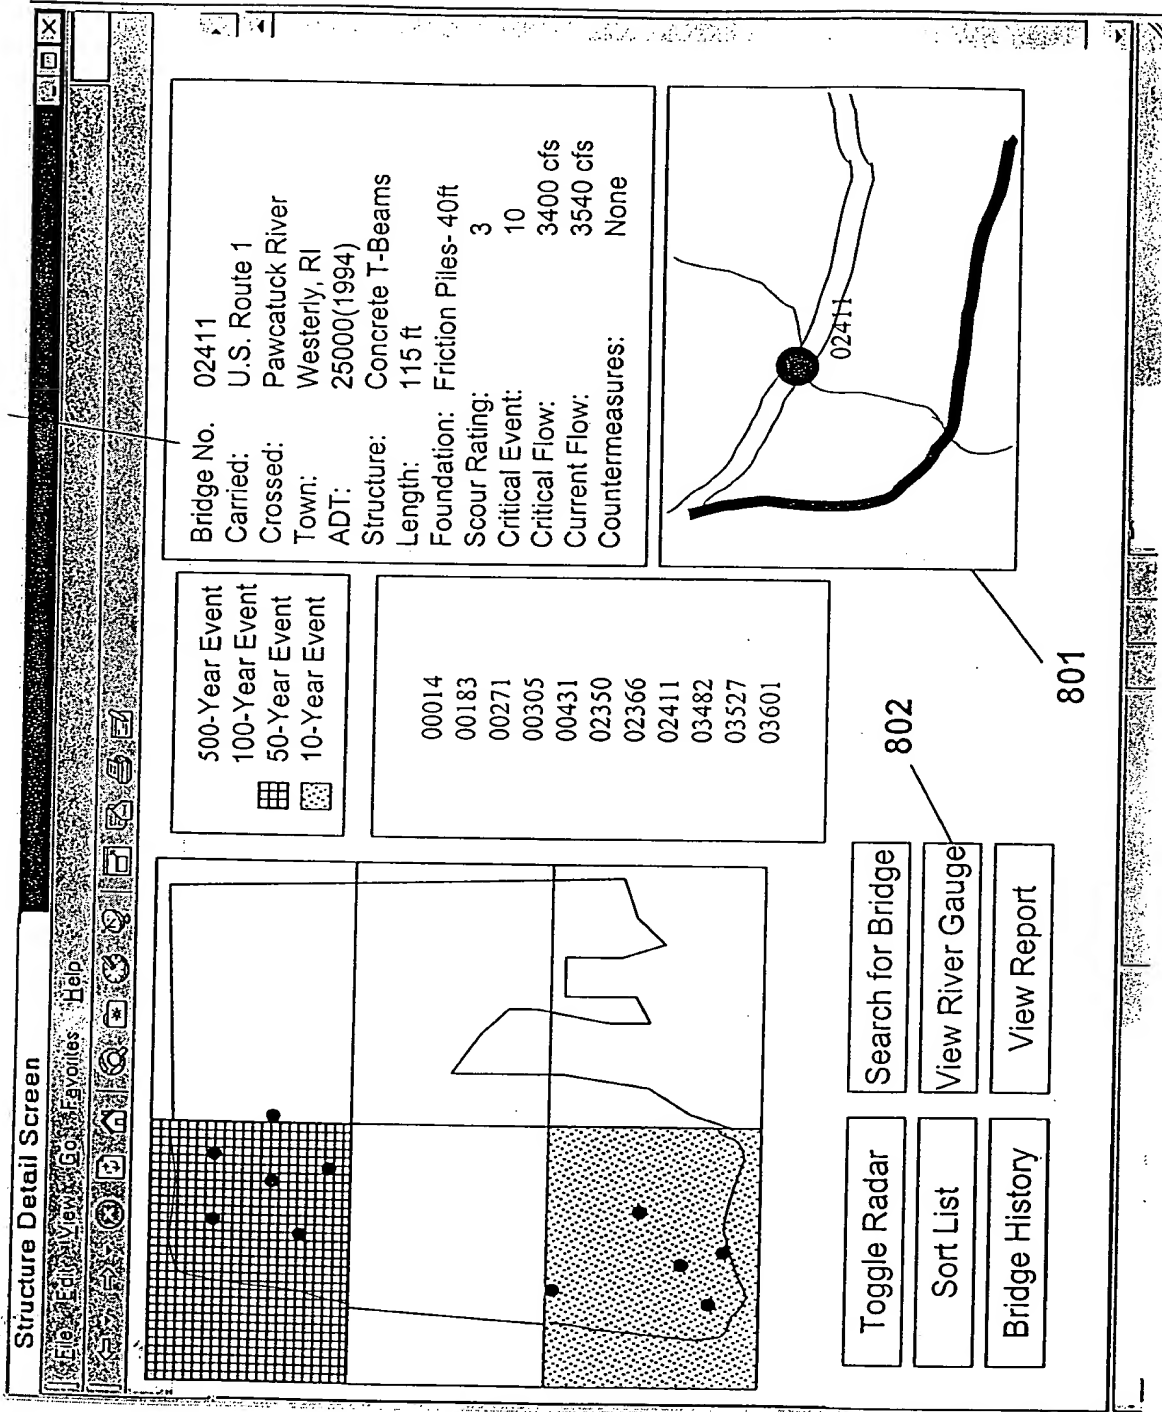 Structure Detail Screen
File Edit View Go Favorites Help
500-Year Event
100-Year Event
50-Year Event
10-Year Event
Bridge No. 02411
Carried: U.S. Route 1
Crossed: Pawcatuck River
Town: Westerly, RI
ADT: 25000(1994)
Structure: Concrete T-Beams
Length: 115 ft
Foundation: Friction Piles- 40ft
Scour Rating: 3
Critical Event: 10
Critical Flow: 3400 cfs
Current Flow: 3540 cfs
Countermeasures: None
00014
00183
00271
00305
00431
02350
02366
02411
03482
03527
03601
02411
Toggle Radar
Search for Bridge
Sort List
View River Gauge
Bridge History
View Report
802
801